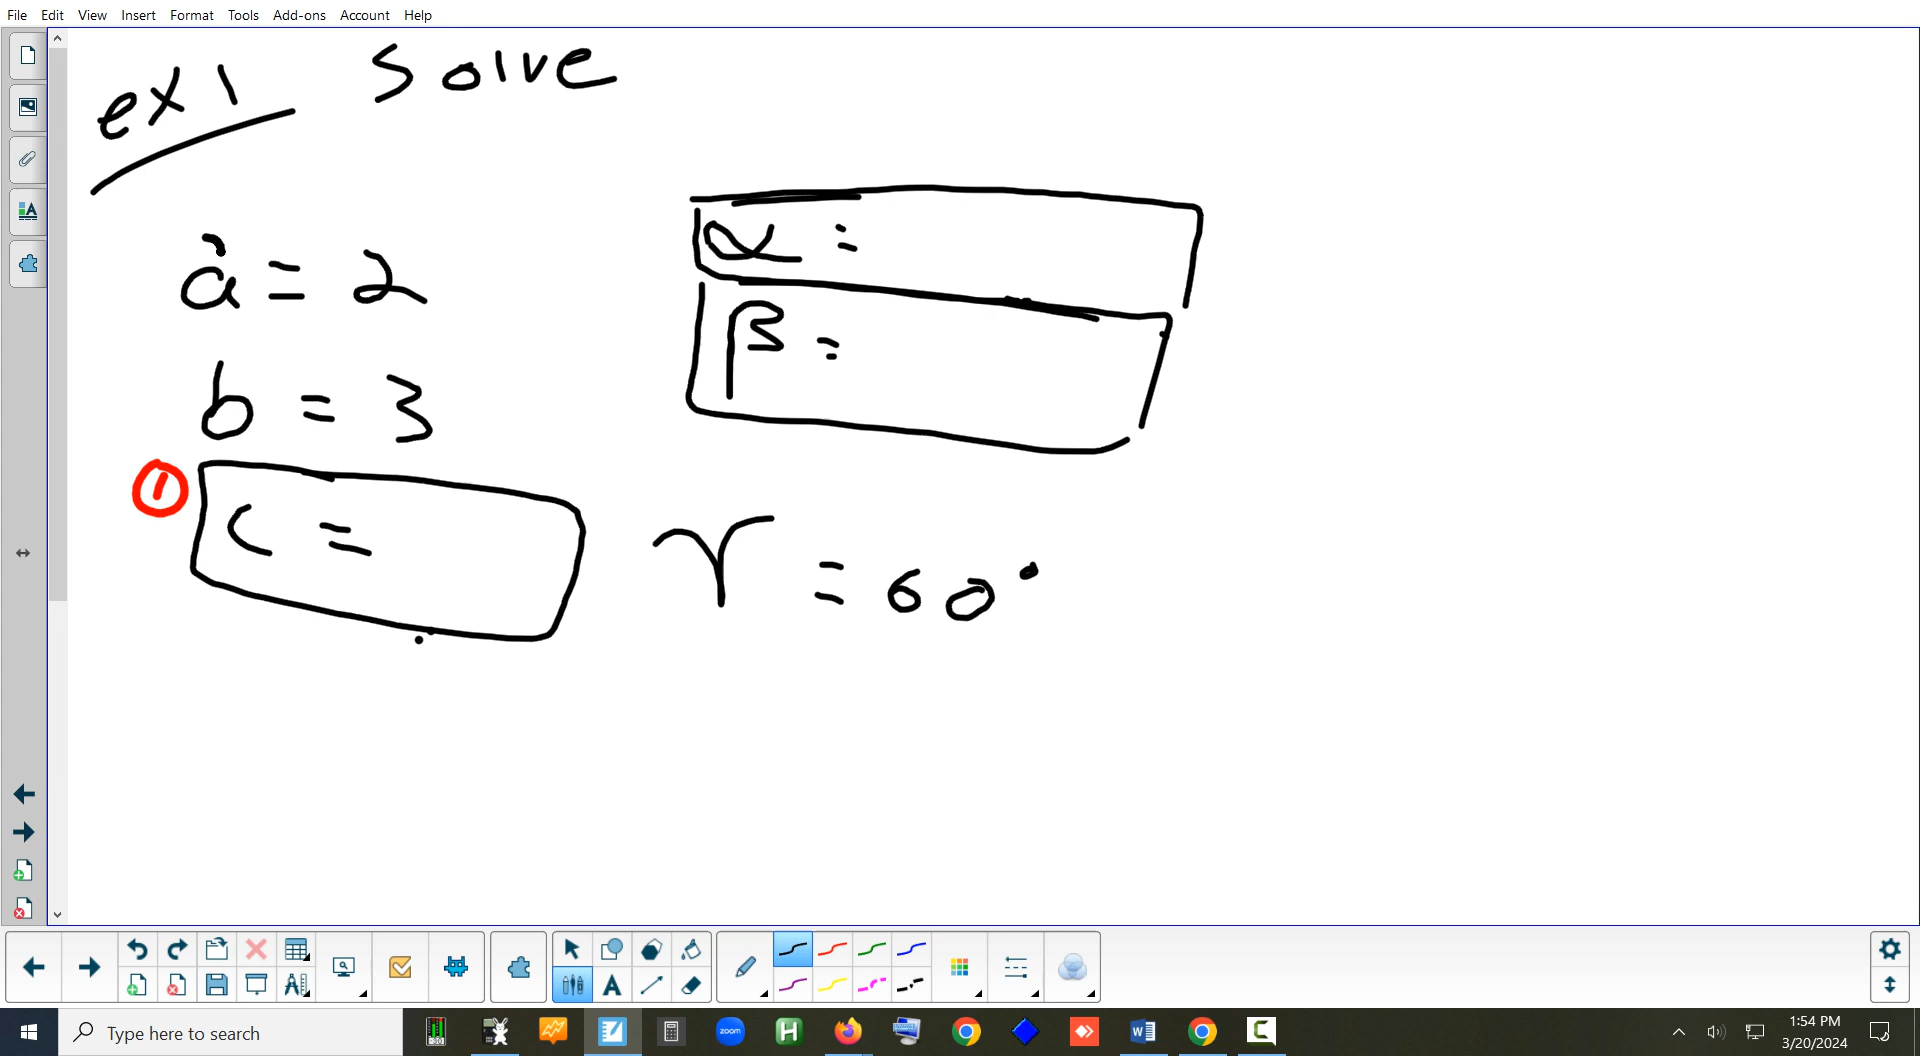 File Edit View Insert Format Tools Add-ons Account Help
ex 1 Solve
a = 2
b = 3
① c =
α =
β =
γ = 60°
Type here to search
zoom
1:54 PM
3/20/2024